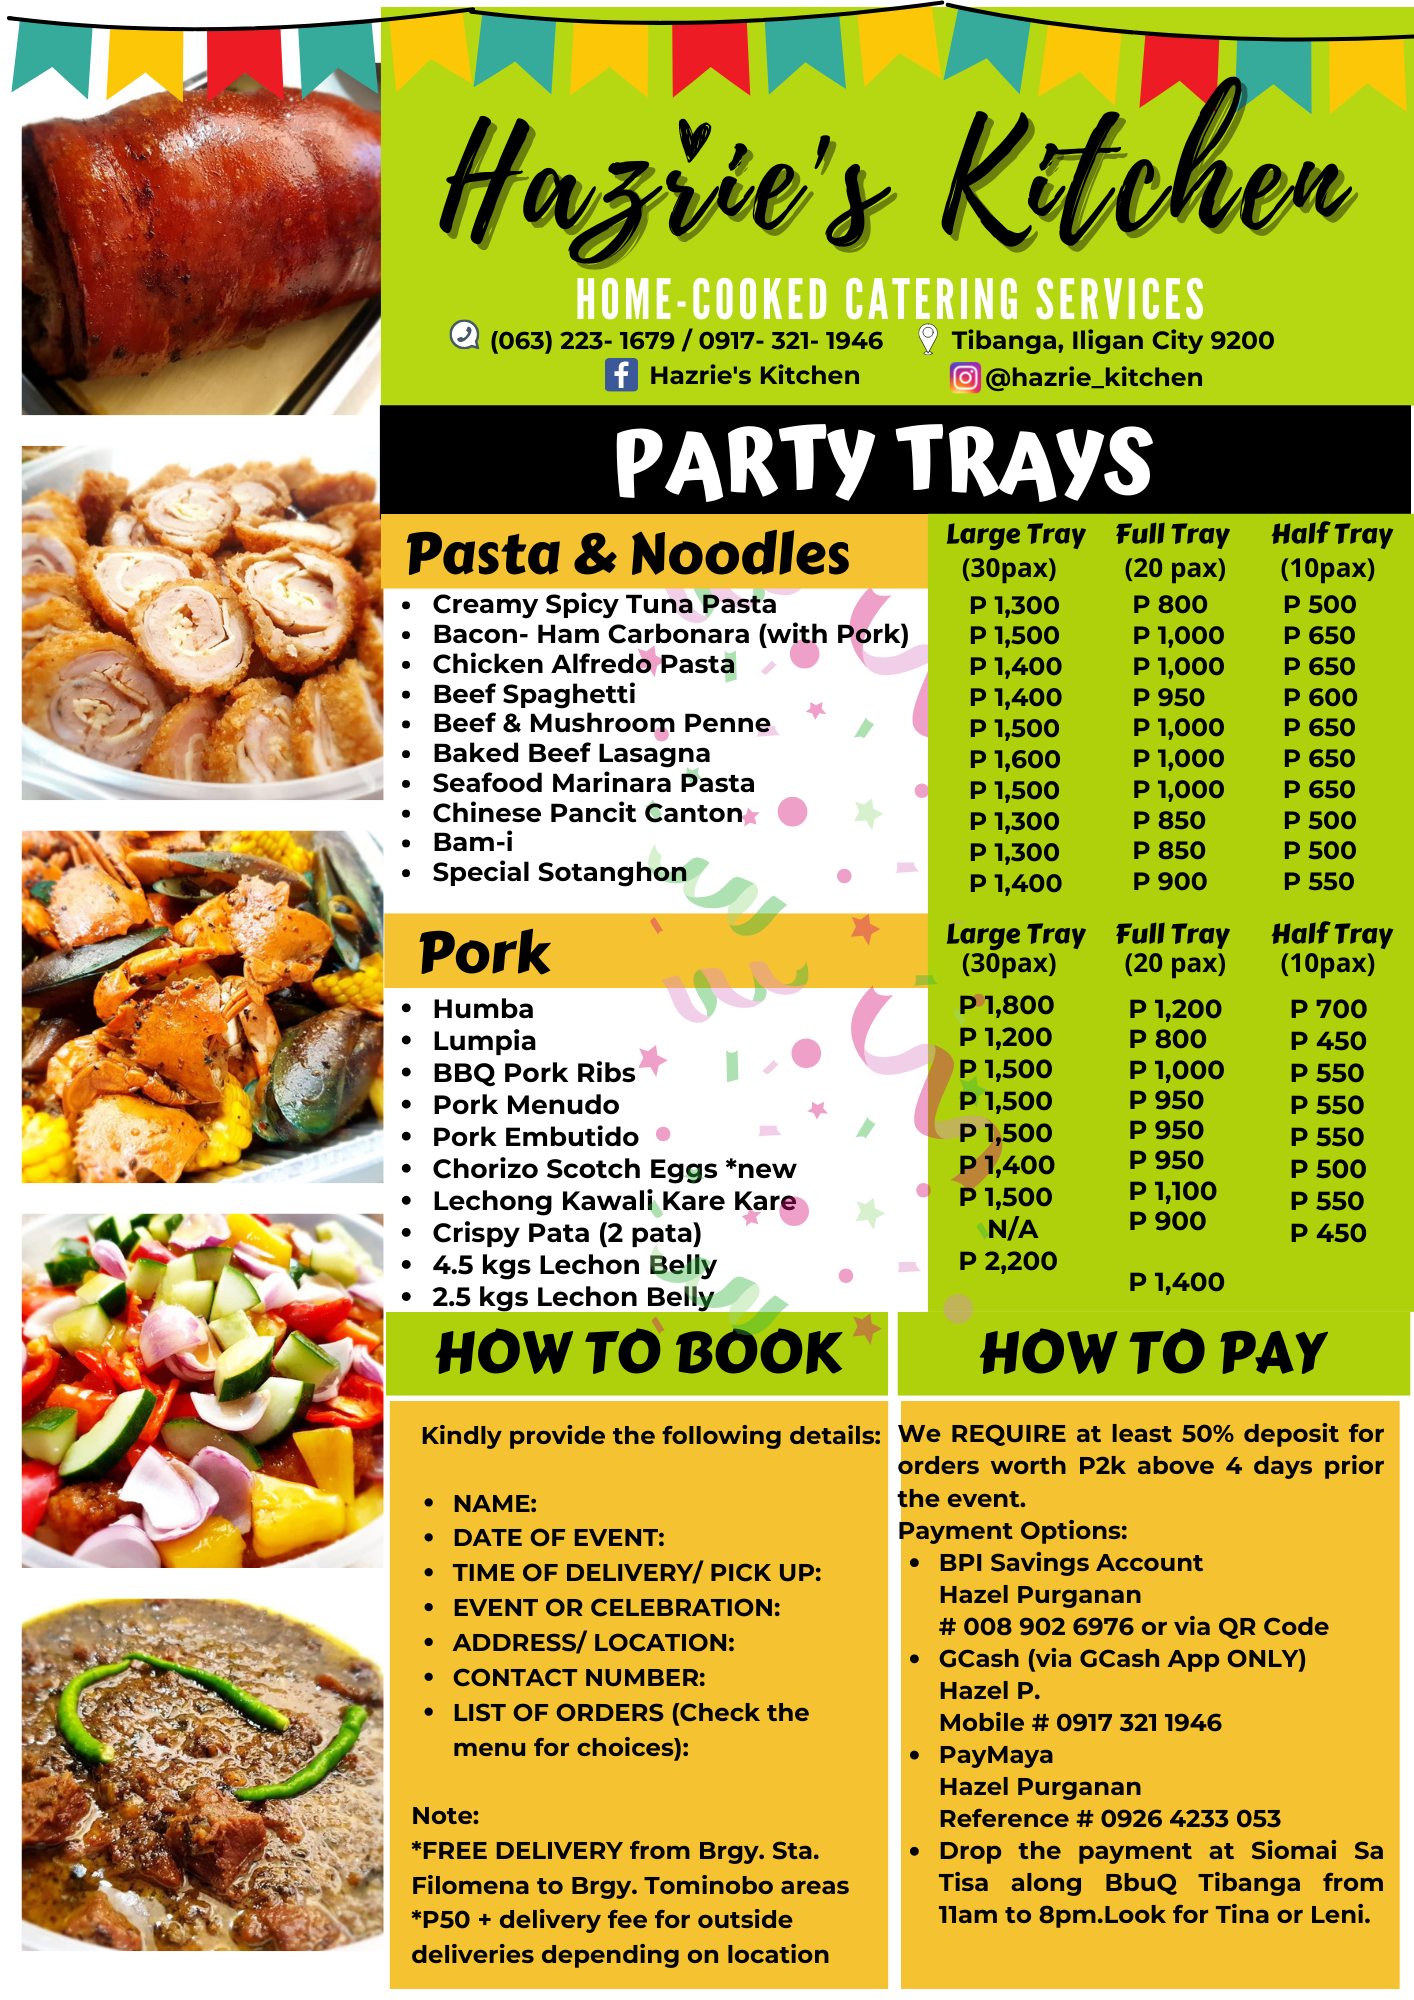 Hazrie's Kitchen
HOME-COOKED CATERING SERVICES
(063) 223- 1679 / 0917- 321- 1946
Tibanga, Iligan City 9200
Hazrie's Kitchen
@hazrie_kitchen
PARTY TRAYS
Pasta & Noodles
Large Tray Full Tray Half Tray
(30pax) (20 pax) (10pax)
• Creamy Spicy Tuna Pasta P 1,300 P 800 P 500
• Bacon- Ham Carbonara (with Pork) P 1,500 P 1,000 P 650
• Chicken Alfredo Pasta P 1,400 P 1,000 P 650
• Beef Spaghetti P 1,400 P 950 P 600
• Beef & Mushroom Penne P 1,500 P 1,000 P 650
• Baked Beef Lasagna P 1,600 P 1,000 P 650
• Seafood Marinara Pasta P 1,500 P 1,000 P 650
• Chinese Pancit Canton P 1,300 P 850 P 500
• Bam-i P 1,300 P 850 P 500
• Special Sotanghon P 1,400 P 900 P 550
Pork
Large Tray Full Tray Half Tray
(30pax) (20 pax) (10pax)
• Humba P 1,800 P 1,200 P 700
• Lumpia P 1,200 P 800 P 450
• BBQ Pork Ribs P 1,500 P 1,000 P 550
• Pork Menudo P 1,500 P 950 P 550
• Pork Embutido P 1,500 P 950 P 550
• Chorizo Scotch Eggs *new P 1,400 P 950 P 500
• Lechong Kawali Kare Kare P 1,500 P 1,100 P 550
• Crispy Pata (2 pata) N/A P 900 P 450
• 4.5 kgs Lechon Belly P 2,200
• 2.5 kgs Lechon Belly P 1,400
HOW TO BOOK
Kindly provide the following details:
• NAME:
• DATE OF EVENT:
• TIME OF DELIVERY/ PICK UP:
• EVENT OR CELEBRATION:
• ADDRESS/ LOCATION:
• CONTACT NUMBER:
• LIST OF ORDERS (Check the
menu for choices):
Note:
*FREE DELIVERY from Brgy. Sta.
Filomena to Brgy. Tominobo areas
*P50 + delivery fee for outside
deliveries depending on location
HOW TO PAY
We REQUIRE at least 50% deposit for
orders worth P2k above 4 days prior
the event.
Payment Options:
• BPI Savings Account
Hazel Purganan
# 008 902 6976 or via QR Code
• GCash (via GCash App ONLY)
Hazel P.
Mobile # 0917 321 1946
• PayMaya
Hazel Purganan
Reference # 0926 4233 053
• Drop the payment at Siomai Sa
Tisa along BbuQ Tibanga from
11am to 8pm.Look for Tina or Leni.